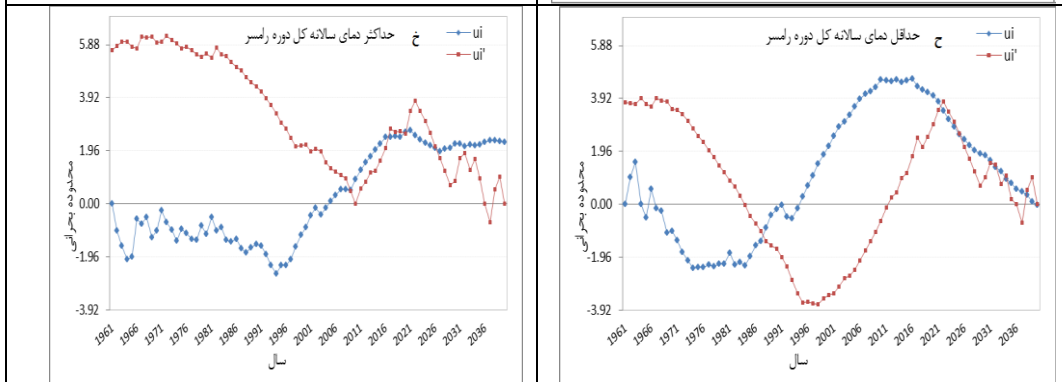 خ حداکثر دمای سالانه کل دوره رامسر
ui
ui'
5.88
3.92
1.96
0.00
-1.96
-3.92
محدوده بحرانی
1961 1966 1971 1976 1981 1986 1991 1996 2001 2006 2011 2016 2021 2026 2031 2036
سال
ح حداقل دمای سالانه کل دوره رامسر
ui
ui'
5.88
3.92
1.96
0.00
-1.96
-3.92
محدوده بحرانی
1961 1966 1971 1976 1981 1986 1991 1996 2001 2006 2011 2016 2021 2026 2031 2036
سال